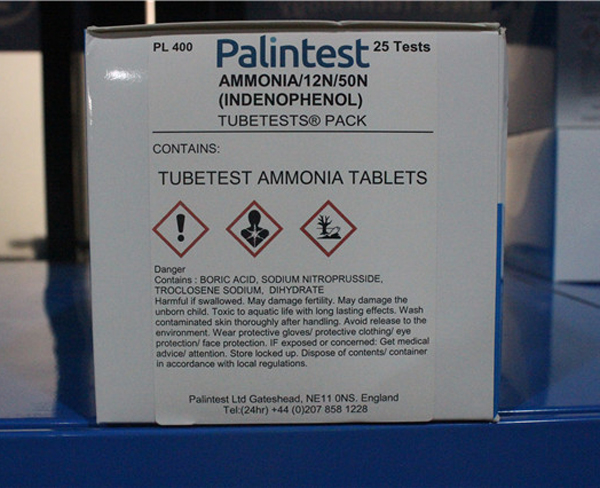 PL 400 Palintest 25 Tests
AMMONIA/12N/50N
(INDENOPHENOL)
TUBETESTS® PACK
CONTAINS:
TUBETEST AMMONIA TABLETS
Danger
Contains : BORIC ACID, SODIUM NITROPRUSSIDE,
TROCLOSENE SODIUM, DIHYDRATE
Harmful if swallowed. May damage fertility. May damage the
unborn child. Toxic to aquatic life with long lasting effects. Wash
contaminated skin thoroughly after handling. Avoid release to the
environment. Wear protective gloves/ protective clothing/ eye
protection/ face protection. IF exposed or concerned: Get medical
advice/ attention. Store locked up. Dispose of contents/ container
in accordance with local regulations.
Palintest Ltd Gateshead, NE11 0NS. England
Tel:(24hr) +44 (0)207 858 1228